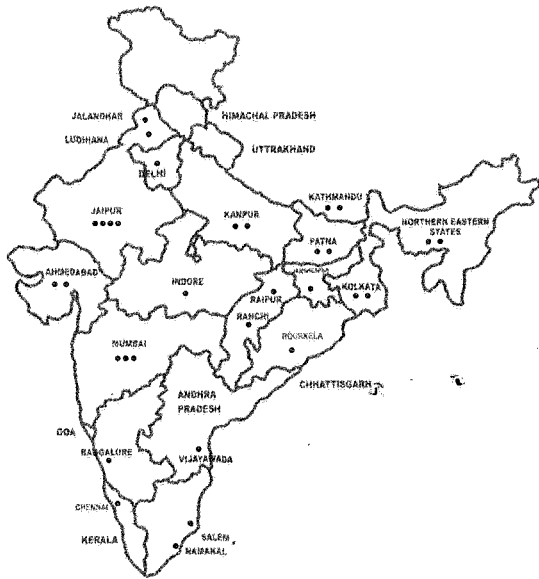 JALANDHAR
HIMACHAL PRADESH
LUDHIANA
UTTRAKHAND
DELHI
KATHMANDU
JAIPUR
KANPUR
NORTHERN EASTERN
STATES
PATNA
AHMEDABAD
INDORE
KOLKATA
RAIPUR
RANCHI
MUMBAI
ROURKELA
CHHATTISGARH
ANDHRA
PRADESH
GOA
BANGALORE
VIJAYAWADA
CHENNAI
SALEM
KERALA
NAMAKAL